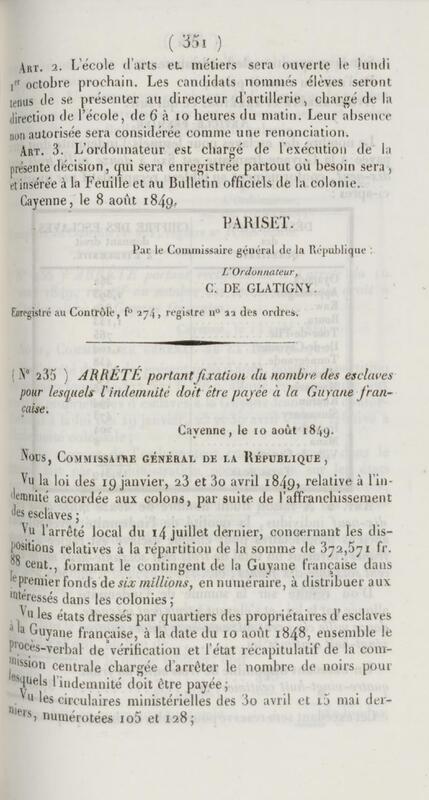 ( 351 )
ART. 2. L'école d'arts et métiers sera ouverte le lundi
1er octobre prochain. Les candidats nommés élèves seront
tenus de se présenter au directeur d'artillerie, chargé de la
direction de l'école, de 6 à 10 heures du matin. Leur absence
non autorisée sera considérée comme une renonciation.
ART. 3. L'ordonnateur est chargé de l'exécution de la
présente décision, qui sera enregistrée partout où besoin sera,
et insérée à la Feuille et au Bulletin officiels de la colonie.
Cayenne, le 8 août 1849.
PARISET.
Par le Commissaire général de la République :
L'Ordonnateur,
C. DE GLATIGNY.
Enregistré au Contrôle, fo 274, registre no 22 des ordres.
( No 235 ) ARRÊTÉ portant fixation du nombre des esclaves
pour lesquels l'indemnité doit être payée à la Guyane fran-
çaise.
Cayenne, le 10 août 1849.
NOUS, COMMISSAIRE GÉNÉRAL DE LA RÉPUBLIQUE,
Vu la loi des 19 janvier, 23 et 30 avril 1849, relative à l'in-
demnité accordée aux colons, par suite de l'affranchissement
des esclaves ;
Vu l'arrêté local du 14 juillet dernier, concernant les dis-
positions relatives à la répartition de la somme de 372,571 fr.
88 cent., formant le contingent de la Guyane française dans
le premier fonds de six millions, en numéraire, à distribuer aux
intéressés dans les colonies ;
Vu les états dressés par quartiers des propriétaires d'esclaves
à la Guyane française, à la date du 10 août 1848, ensemble le
procès-verbal de vérification et l'état récapitulatif de la com-
mission centrale chargée d'arrêter le nombre de noirs pour
lesquels l'indemnité doit être payée ;
Vu les circulaires ministérielles des 30 avril et 15 mai der-
niers, numérotées 105 et 128 ;